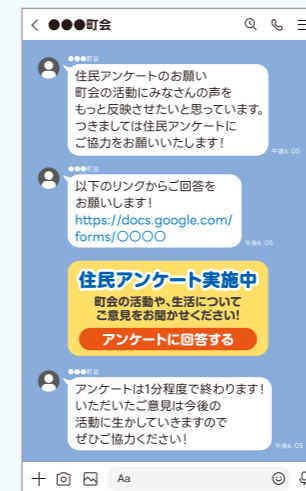 ●●●町会
●●●町会
住民アンケートのお願い
町会の活動にみなさんの声を
もっと反映させたいと思っています。
つきましては住民アンケートに
ご協力をお願いいたします!
午後6:05
●●●町会
以下のリンクからご回答を
お願いします!
https://docs.google.com/
forms/〇〇〇〇
午後6:05
住民アンケート実施中
町会の活動や、生活について
ご意見をお聞かせください!
アンケートに回答する
●●●町会
アンケートは1分程度で終わります!
いただいたご意見は今後の
活動に生かしていきますので
ぜひご協力ください!
午後6:05
Aa